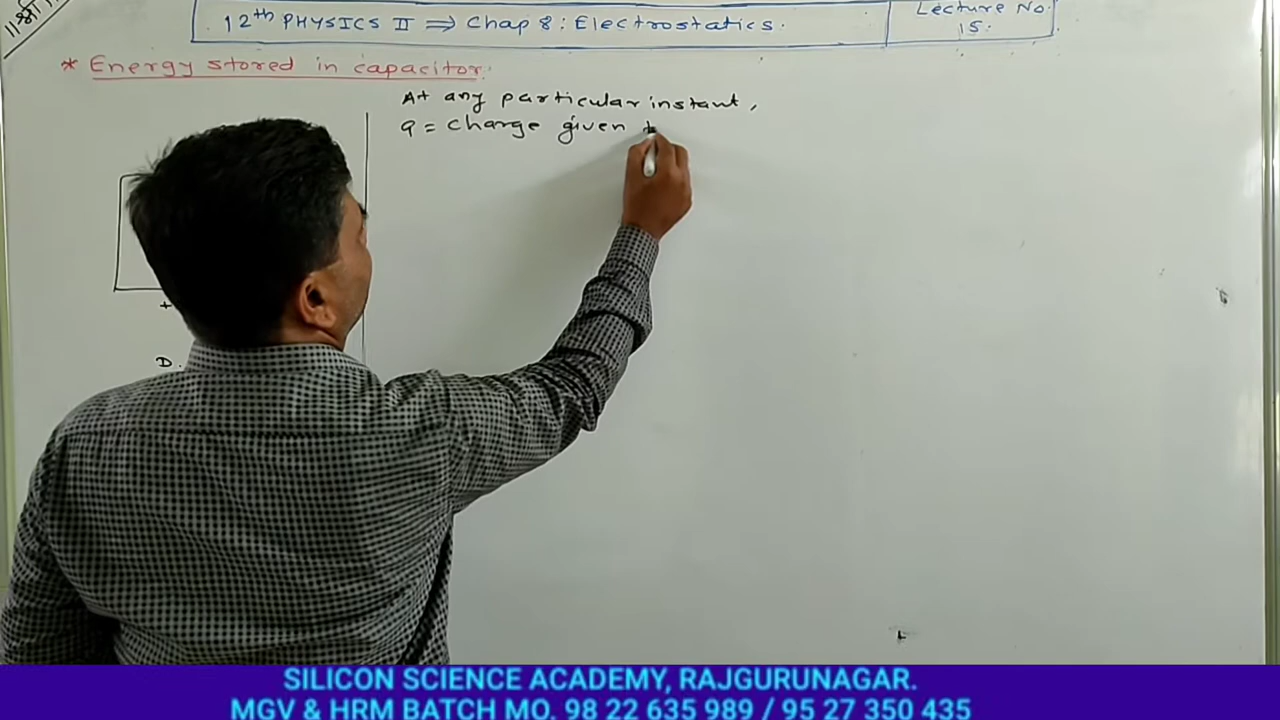 ॥श्री॥
12th PHYSICS II ⇒ Chap 8: Electrostatics.
Lecture No.
15.
* Energy stored in capacitor.
At any particular instant,
q = charge given t
+
D.
SILICON SCIENCE ACADEMY, RAJGURUNAGAR.
MGV & HRM BATCH MO. 98 22 635 989 / 95 27 350 435